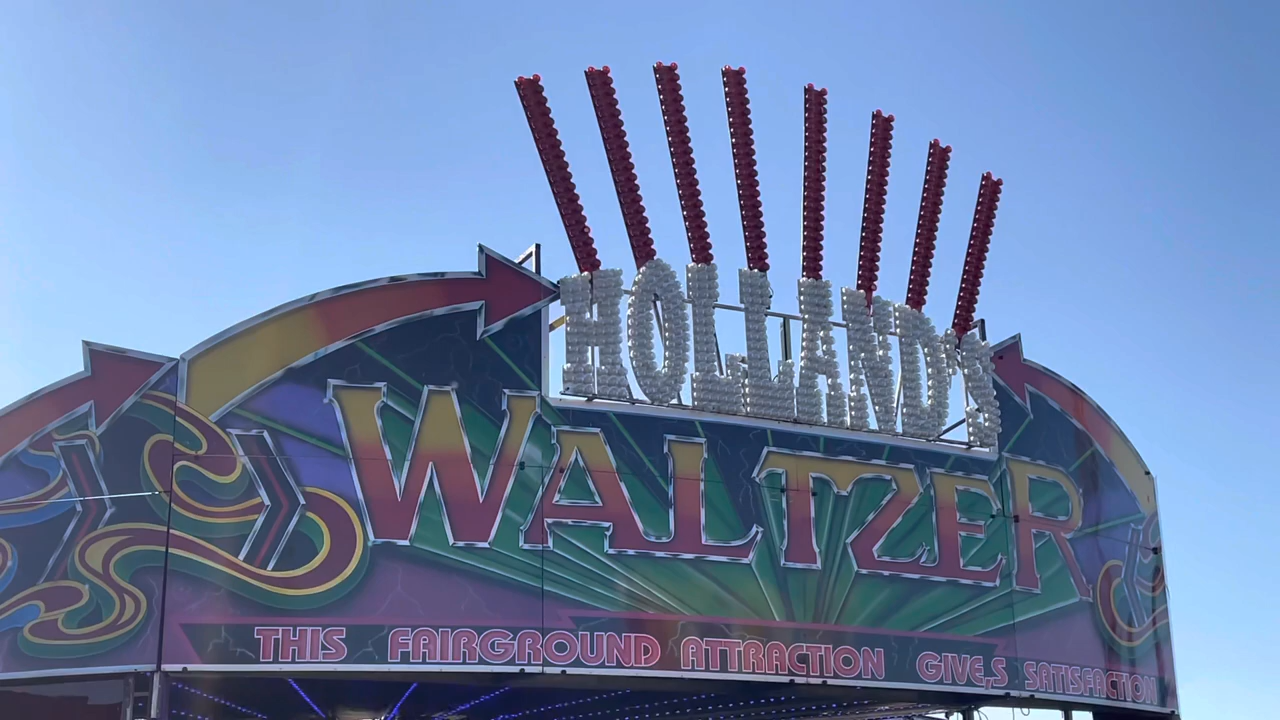 HOLLAND'S
WALTZER
THIS FAIRGROUND ATTRACTION GIVE,S SATISFACTION